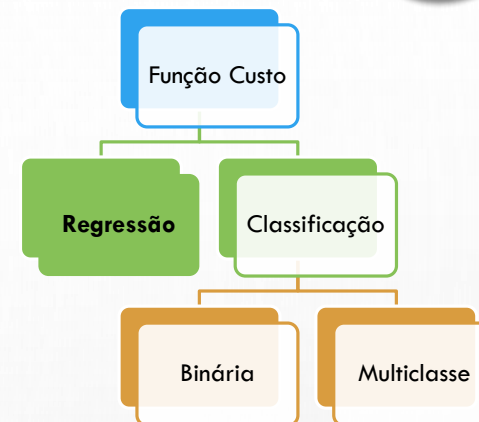 Função Custo
Regressão
Classificação
Binária
Multiclasse